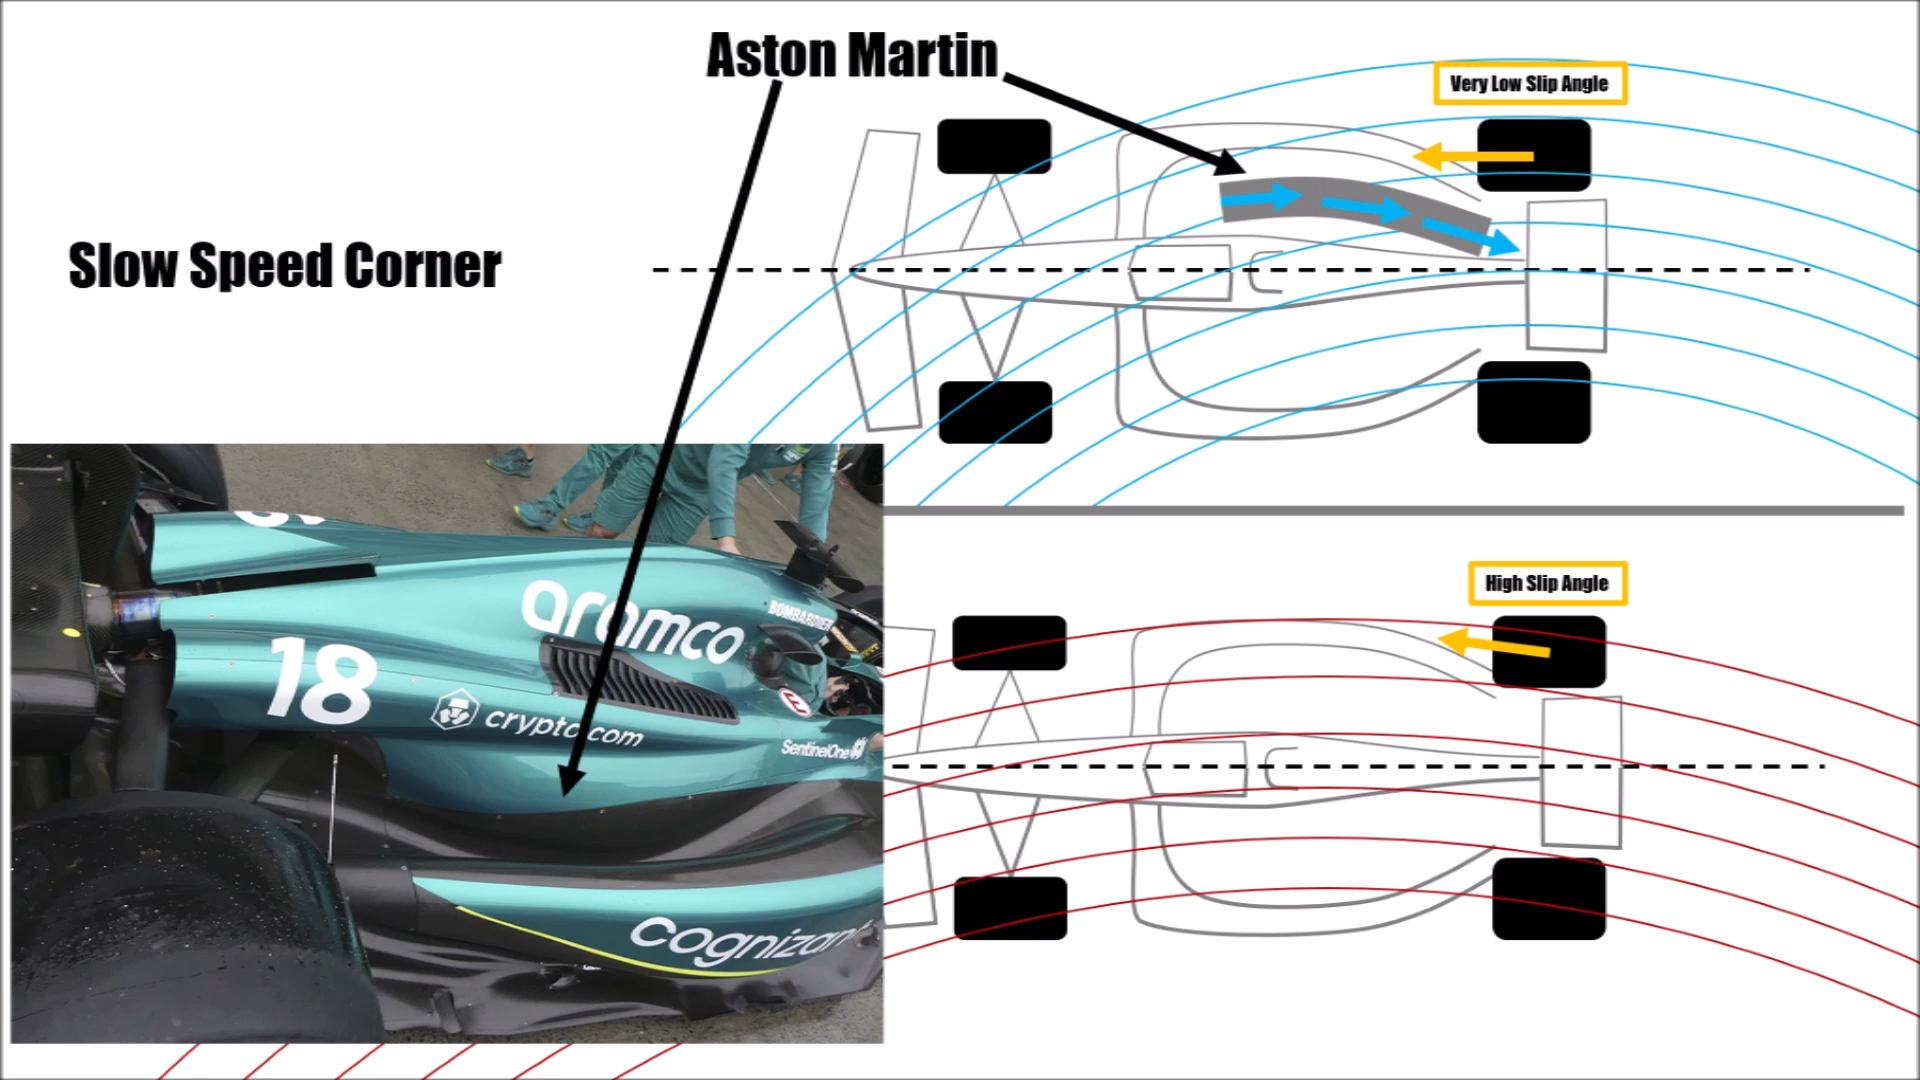 Aston Martin
Very Low Slip Angle
Slow Speed Corner
High Slip Angle
aramco
BOMBARDIER
18
crypto.com
SentinelOne
Cognizant